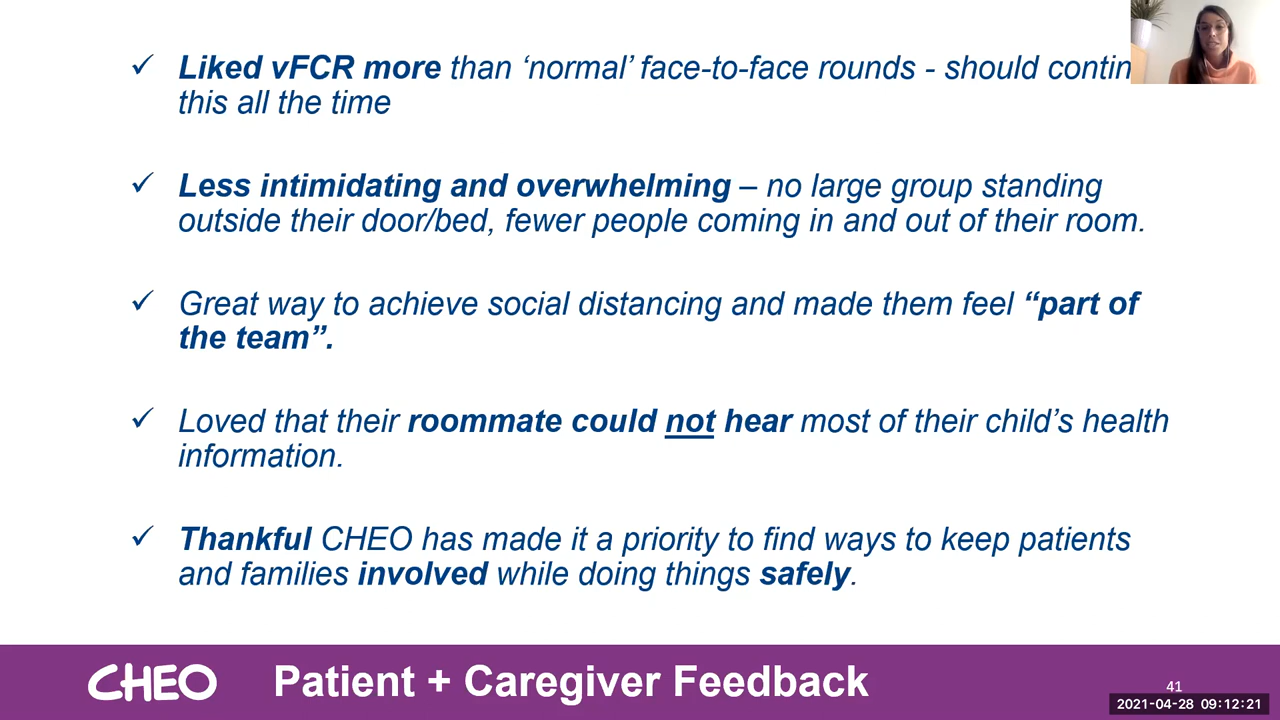 ✓ Liked vFCR more than ‘normal’ face-to-face rounds - should contin
this all the time
✓ Less intimidating and overwhelming – no large group standing
outside their door/bed, fewer people coming in and out of their room.
✓ Great way to achieve social distancing and made them feel “part of
the team”.
✓ Loved that their roommate could not hear most of their child’s health
information.
✓ Thankful CHEO has made it a priority to find ways to keep patients
and families involved while doing things safely.
CHEO Patient + Caregiver Feedback
41
2021-04-28 09:12:21